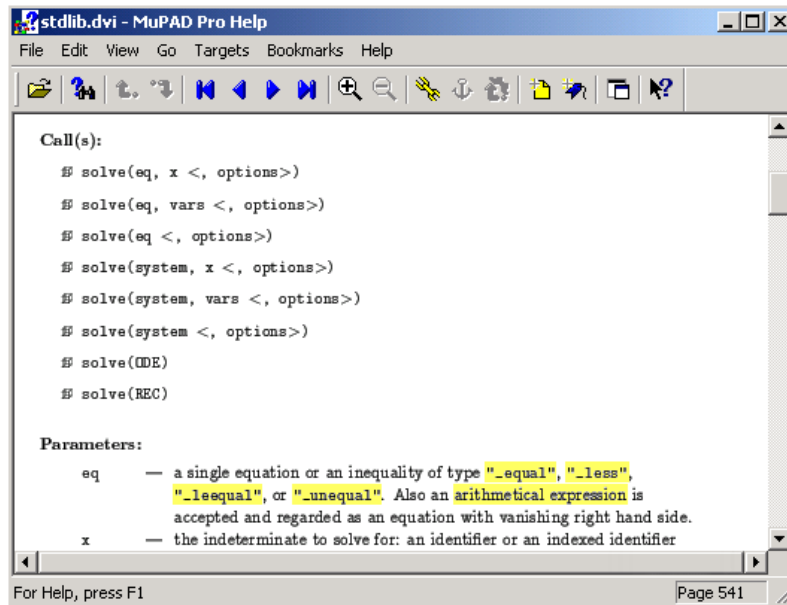 stdlib.dvi - MuPAD Pro Help
File Edit View Go Targets Bookmarks Help
Call(s):
solve(eq, x <, options>)
solve(eq, vars <, options>)
solve(eq <, options>)
solve(system, x <, options>)
solve(system, vars <, options>)
solve(system <, options>)
solve(ODE)
solve(REC)
Parameters:
eq — a single equation or an inequality of type "_equal", "_less",
"_leequal", or "_unequal". Also an arithmetical expression is
accepted and regarded as an equation with vanishing right hand side.
x — the indeterminate to solve for: an identifier or an indexed identifier
For Help, press F1
Page 541